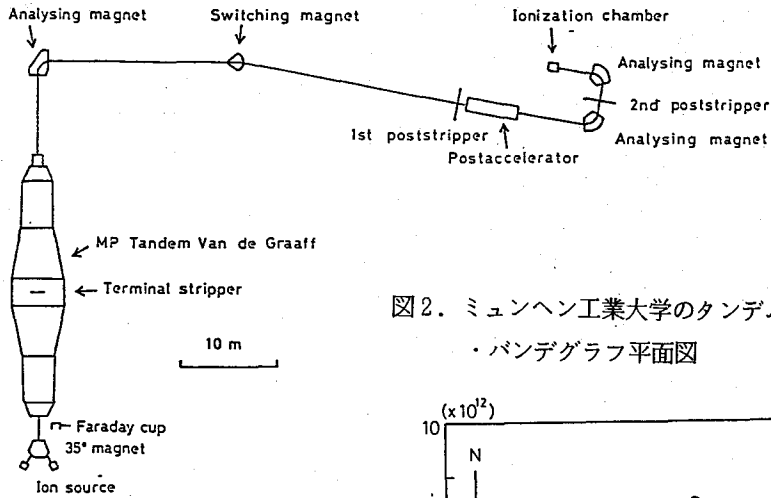 Analysing magnet
Switching magnet
Ionization chamber
Analysing magnet
2nd poststripper
1st poststripper
Analysing magnet
Postaccelerator
MP Tandem Van de Graaff
Terminal stripper
10 m
Faraday cup
35° magnet
Ion source
図2. ミュンヘン工業大学のタンデム
・バンデグラフ平面図
(x10¹²)
10
N